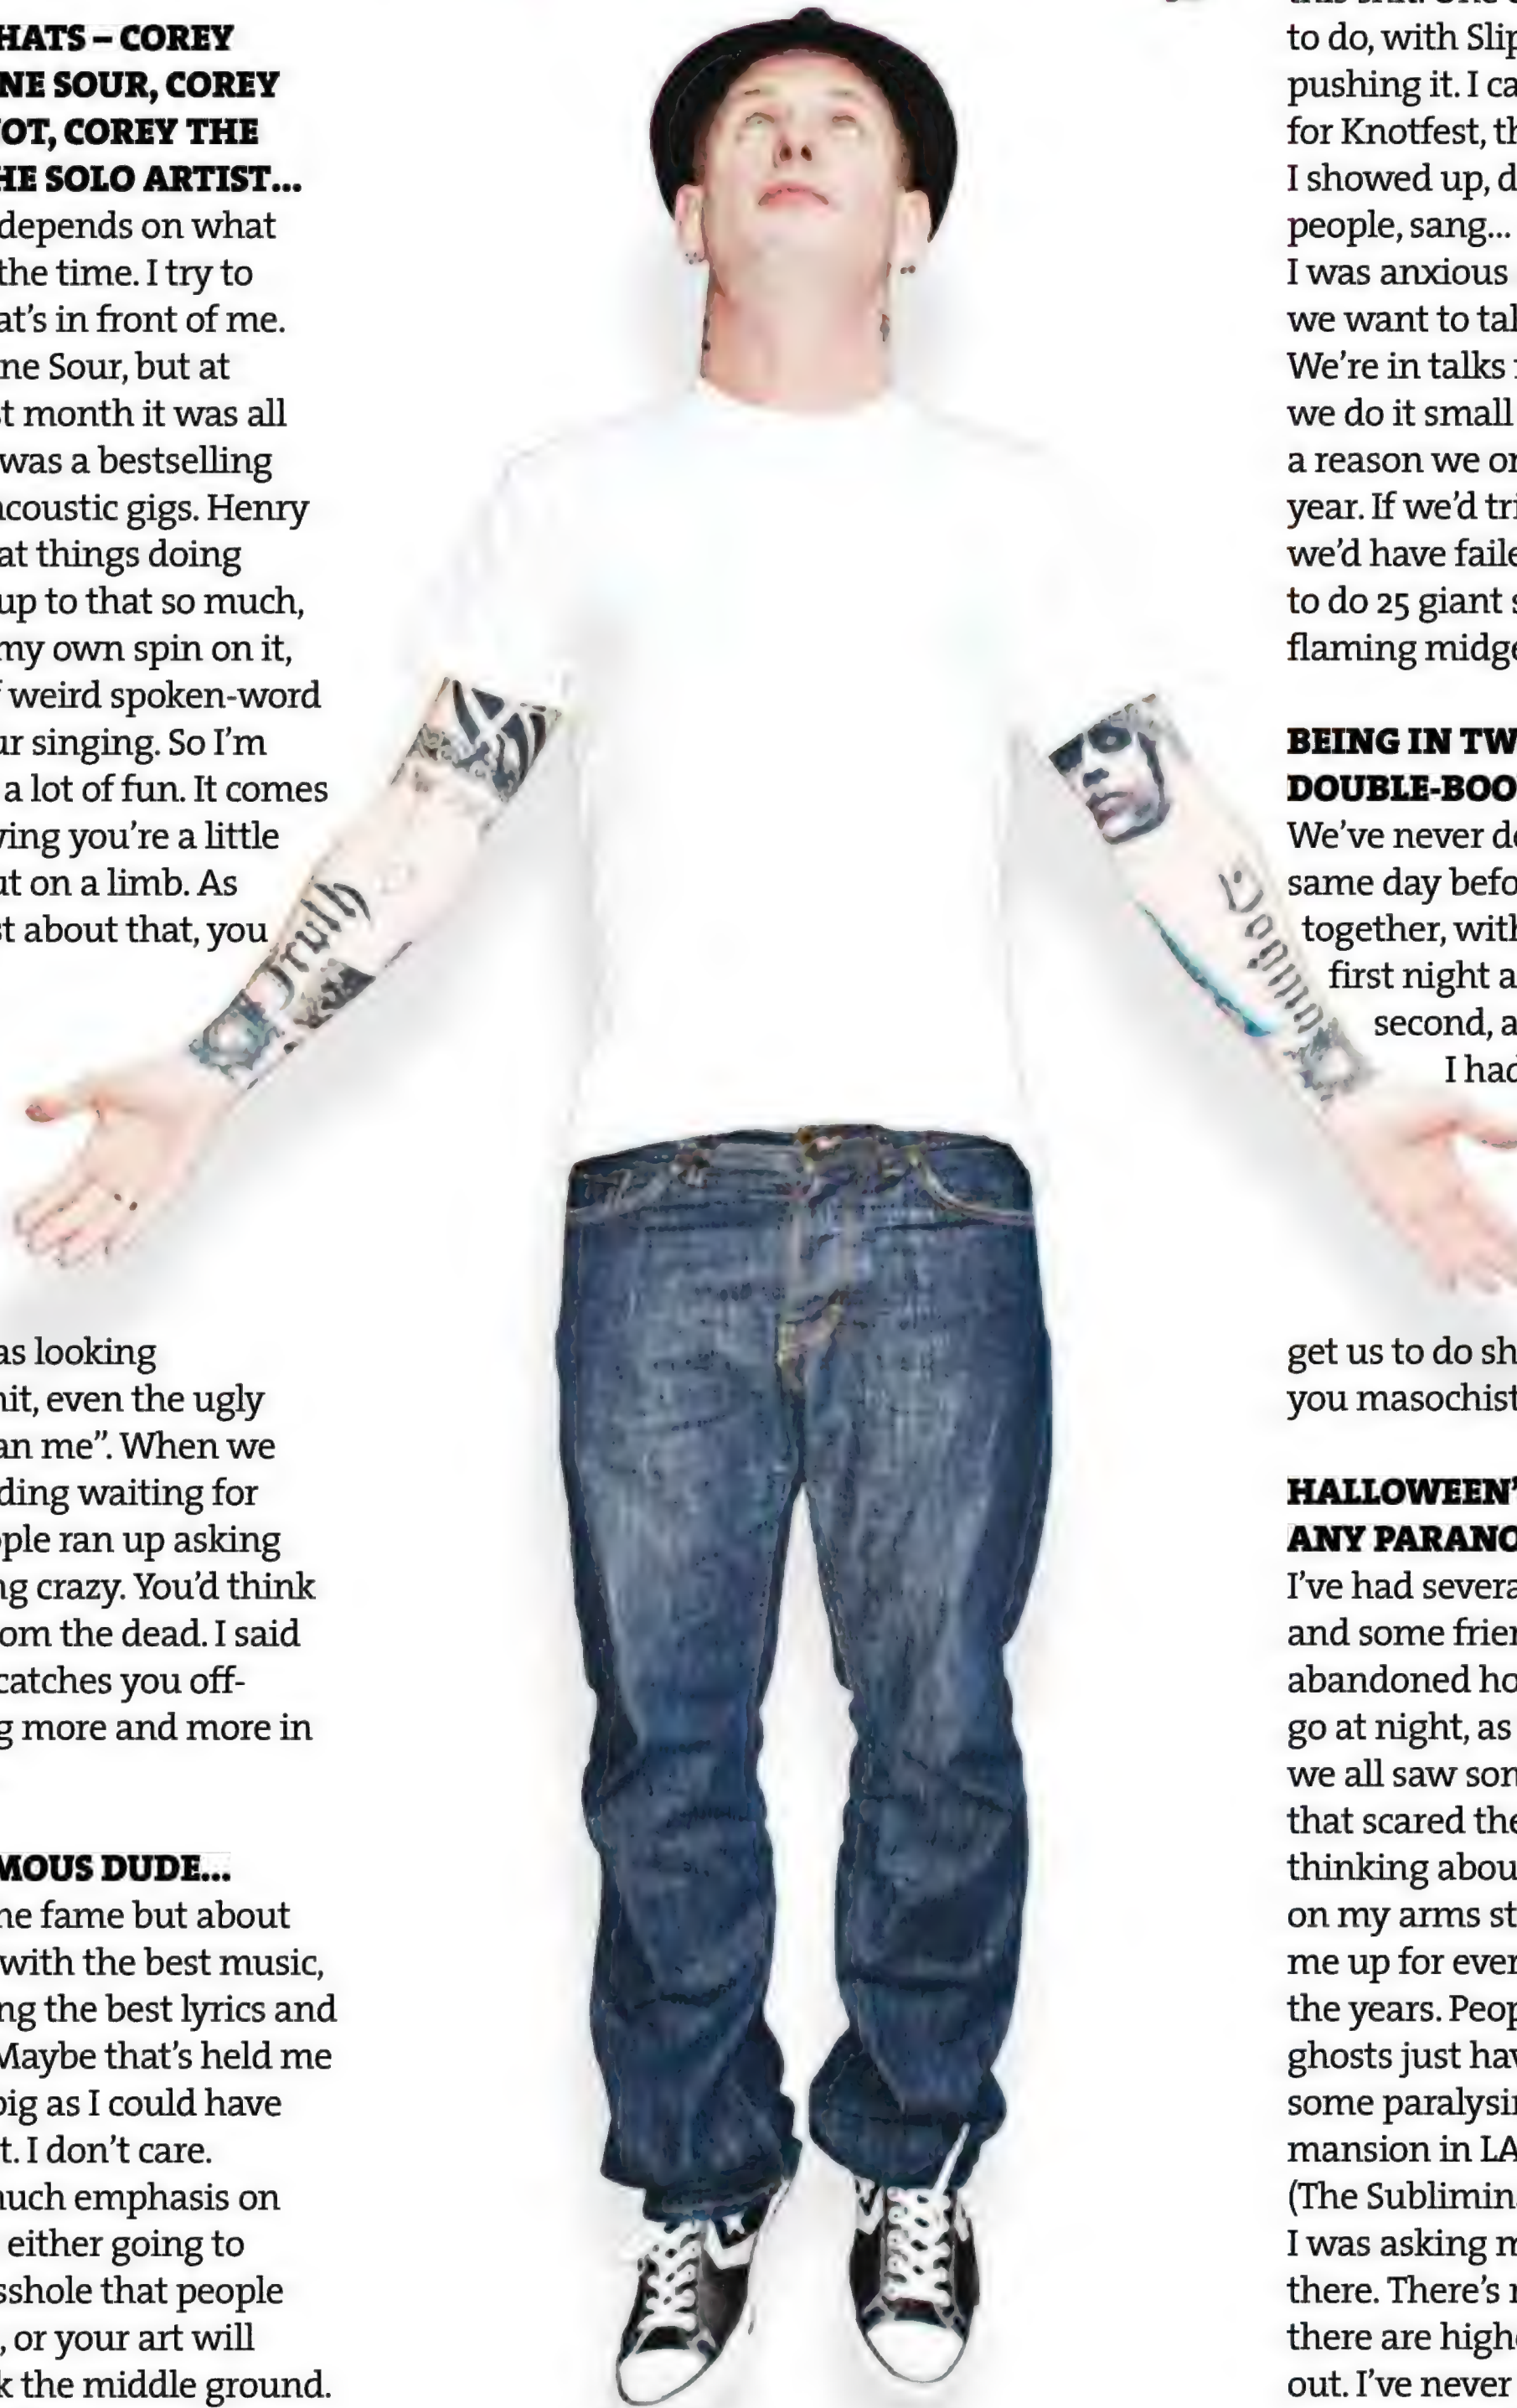 HATS – COREY
NE SOUR, COREY
OT, COREY THE
HE SOLO ARTIST...
depends on what
the time. I try to
at's in front of me.
ne Sour, but at
st month it was all
was a bestselling
acoustic gigs. Henry
at things doing
up to that so much,
my own spin on it,
f weird spoken-word
ur singing. So I'm
a lot of fun. It comes
ving you're a little
ut on a limb. As
st about that, you
as looking
hit, even the ugly
an me”. When we
ding waiting for
ople ran up asking
ng crazy. You'd think
om the dead. I said
catches you off-
g more and more in
MOUS DUDE...
he fame but about
with the best music,
ng the best lyrics and
Maybe that's held me
big as I could have
t. I don't care.
much emphasis on
either going to
sshole that people
, or your art will
k the middle ground.
Truth
to do, with Slip
pushing it. I ca
for Knotfest, th
I showed up, d
people, sang...
I was anxious
we want to tal
We're in talks
we do it small
a reason we or
year. If we'd tri
we'd have faile
to do 25 giant s
flaming midge
BEING IN TW
DOUBLE-BOO
We've never de
same day befo
together, with
first night a
second, a
I had
get us to do sh
you masochist
HALLOWEEN'
ANY PARANO
I've had severa
and some frien
abandoned ho
go at night, as
we all saw son
that scared the
thinking abou
on my arms st
me up for ever
the years. Peop
ghosts just hav
some paralysin
mansion in LA
(The Sublimin
I was asking m
there. There's r
there are highe
out. I've never